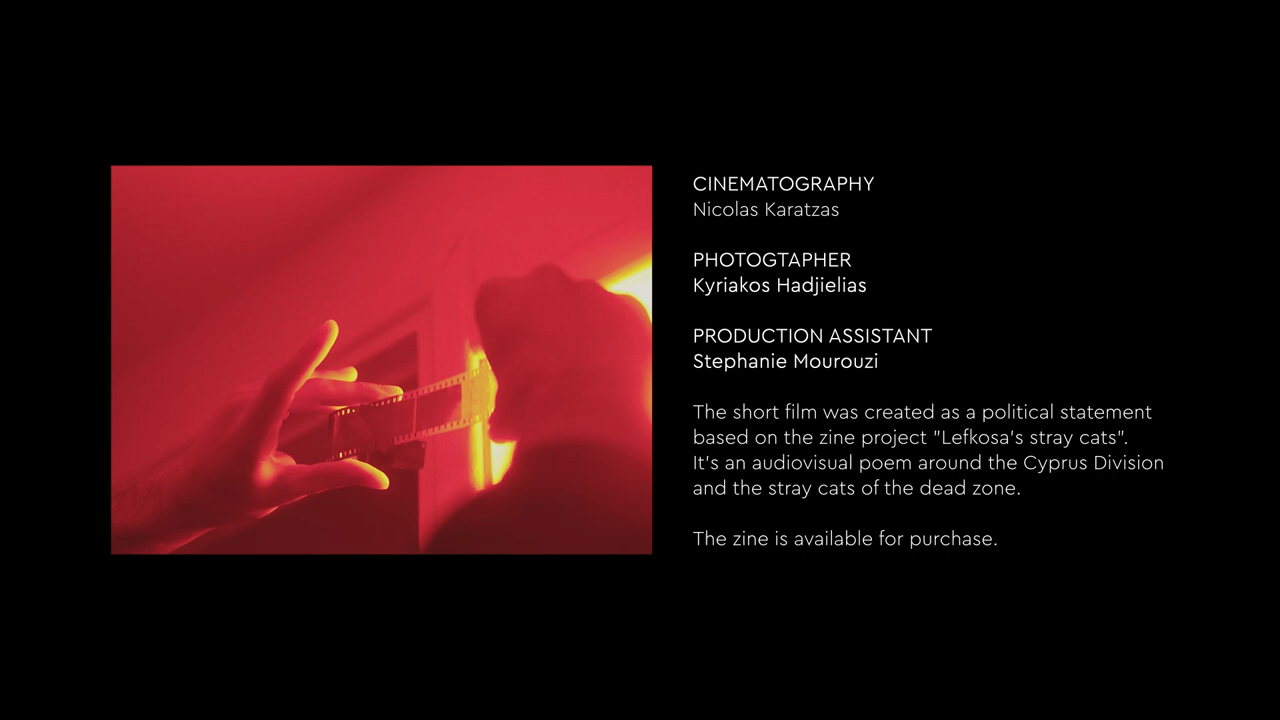 CINEMATOGRAPHY
Nicolas Karatzas
PHOTOGTAPHER
Kyriakos Hadjielias
PRODUCTION ASSISTANT
Stephanie Mourouzi
The short film was created as a political statement
based on the zine project "Lefkosa's stray cats".
It's an audiovisual poem around the Cyprus Division
and the stray cats of the dead zone.
The zine is available for purchase.